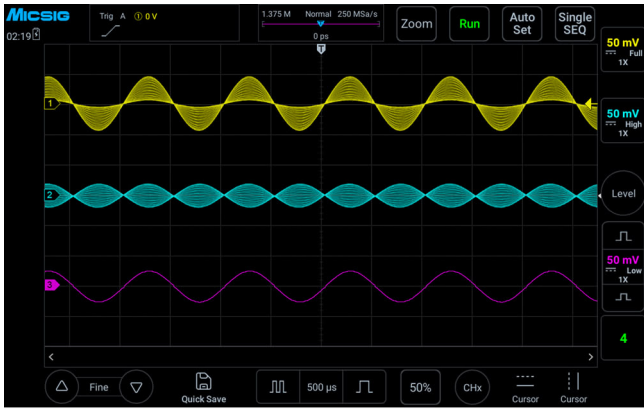 Micsig
02:19
Trig A ① 0 V
1.375 M Normal 250 MSa/s
0 ps
T
Zoom
Run
Auto
Set
Single
SEQ
50 mV
Full
1X
1
50 mV
High
1X
2
Level
50 mV
Low
1X
3
4
Fine
Quick Save
500 μs
50%
CHx
Cursor
Cursor